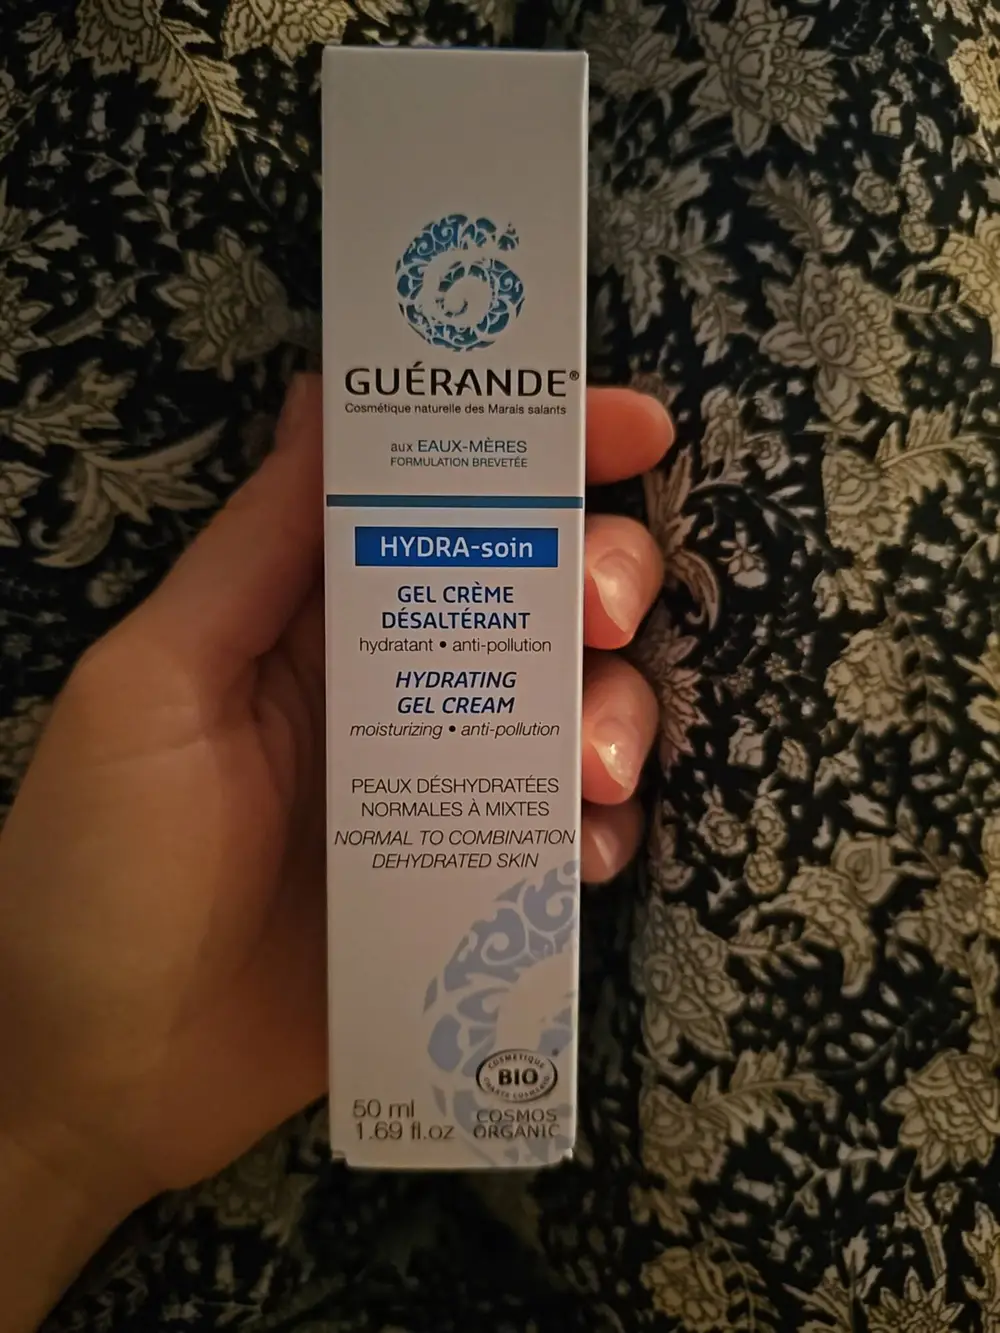 GUÉRANDE®
Cosmétique naturelle des Marais salants
aux EAUX-MÈRES
FORMULATION BREVETÉE
HYDRA-soin
GEL CRÈME
DÉSALTÉRANT
hydratant • anti-pollution
HYDRATING
GEL CREAM
moisturizing • anti-pollution
PEAUX DÉSHYDRATÉES
NORMALES À MIXTES
NORMAL TO COMBINATION
DEHYDRATED SKIN
COSMÉTIQUE
BIO
50 ml
1.69 fl.oz
COSMOS
ORGANIC